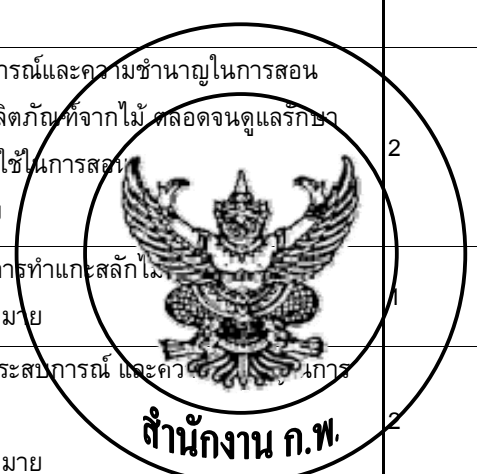 ารณ์และความชำนาญในการสอน
ลิตภัณฑ์จากไม้ ตลอดจนดูแลรักษา
ใช้ในการสอน
2
การทำแกะสลักไม้
1
มาย
ระสบการณ์ และคว
นการ
2
มาย
สำนักงาน ก.พ.